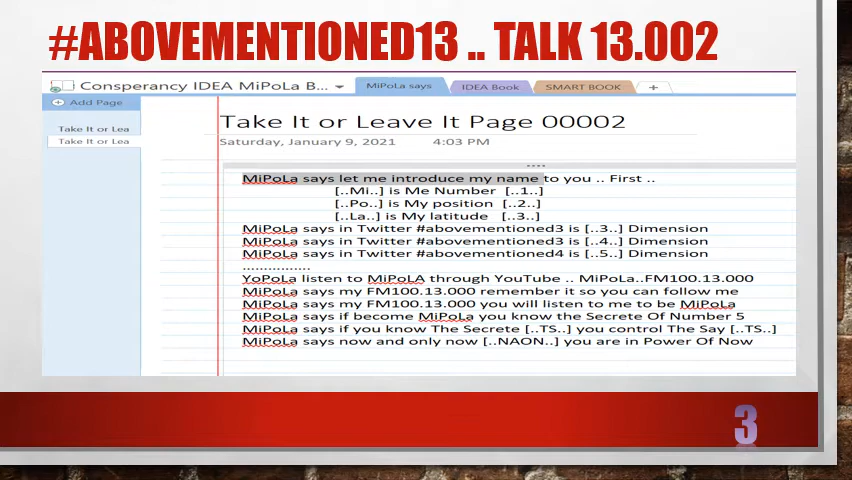 #ABOVEMENTIONED13 .. TALK 13.002
Consperancy IDEA MiPoLa B...
MiPoLa says
IDEA Book
SMART BOOK
+
Add Page
Take It or Lea
Take It or Lea
Take It or Leave It Page 00002
Saturday, January 9, 2021 4:03 PM
MiPoLa says let me introduce my name to you .. First ..
[..Mi..] is Me Number [..1..]
[..Po..] is My position [..2..]
[..La..] is My latitude [..3..]
MiPoLa says in Twitter #abovementioned3 is [..3..] Dimension
MiPoLa says in Twitter #abovementioned3 is [..4..] Dimension
MiPoLa says in Twitter #abovementioned4 is [..5..] Dimension
................
YoPoLa listen to MiPoLA through YouTube .. MiPoLa..FM100.13.000
MiPoLa says my FM100.13.000 remember it so you can follow me
MiPoLa says my FM100.13.000 you will listen to me to be MiPoLa
MiPoLa says if become MiPoLa you know the Secrete Of Number 5
MiPoLa says if you know The Secrete [..TS..] you control The Say [..TS..]
MiPoLa says now and only now [..NAON..] you are in Power Of Now
3